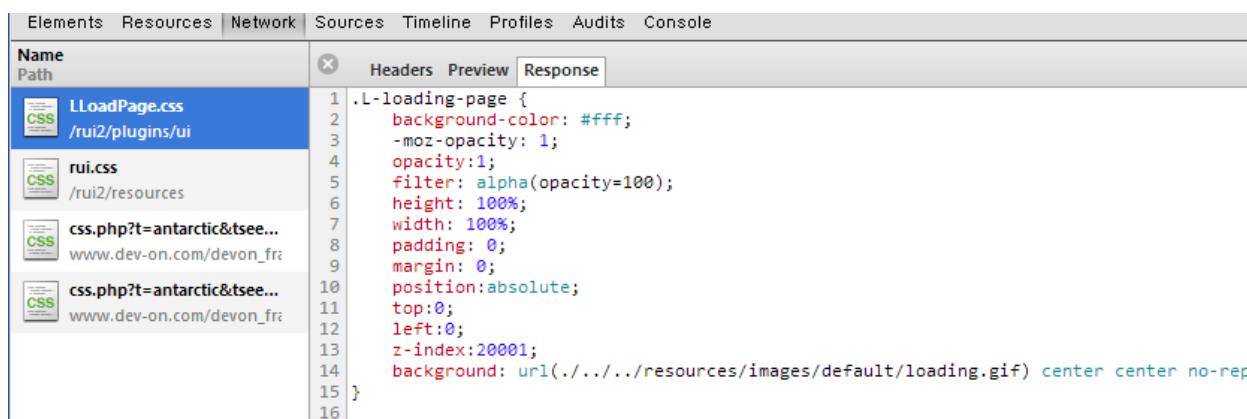 Elements Resources Network Sources Timeline Profiles Audits Console
Name
Path
Headers Preview Response
CSS
LLoadPage.css
/rui2/plugins/ui
CSS
rui.css
/rui2/resources
CSS
css.php?t=antarctic&tsee...
www.dev-on.com/devon_fra
CSS
css.php?t=antarctic&tsee...
www.dev-on.com/devon_fra
1 .L-loading-page {
2 background-color: #fff;
3 -moz-opacity: 1;
4 opacity:1;
5 filter: alpha(opacity=100);
6 height: 100%;
7 width: 100%;
8 padding: 0;
9 margin: 0;
10 position:absolute;
11 top:0;
12 left:0;
13 z-index:20001;
14 background: url(./../../resources/images/default/loading.gif) center center no-rep
15 }
16